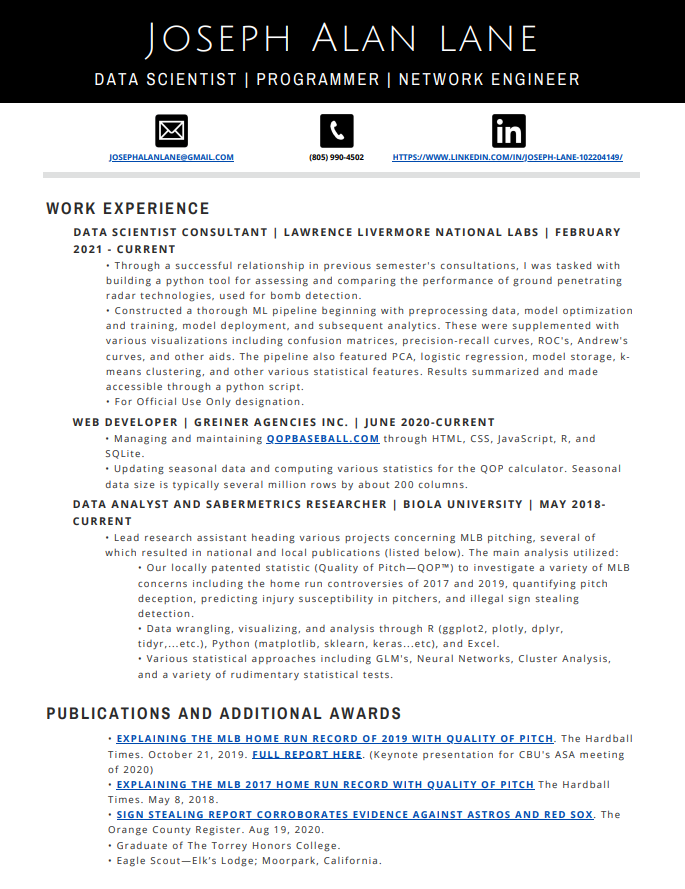 JOSEPH ALAN LANE
DATA SCIENTIST | PROGRAMMER | NETWORK ENGINEER
in
JOSEPHALANLANE@GMAIL.COM (805) 990-4502 HTTPS://WWW.LINKEDIN.COM/IN/JOSEPH-LANE-102204149/
WORK EXPERIENCE
DATA SCIENTIST CONSULTANT | LAWRENCE LIVERMORE NATIONAL LABS | FEBRUARY
2021 - CURRENT
• Through a successful relationship in previous semester's consultations, I was tasked with
building a python tool for assessing and comparing the performance of ground penetrating
radar technologies, used for bomb detection.
• Constructed a thorough ML pipeline beginning with preprocessing data, model optimization
and training, model deployment, and subsequent analytics. These were supplemented with
various visualizations including confusion matrices, precision-recall curves, ROC's, Andrew's
curves, and other aids. The pipeline also featured PCA, logistic regression, model storage, k-
means clustering, and other various statistical features. Results summarized and made
accessible through a python script.
• For Official Use Only designation.
WEB DEVELOPER | GREINER AGENCIES INC. | JUNE 2020-CURRENT
• Managing and maintaining QOPBASEBALL.COM through HTML, CSS, JavaScript, R, and
SQLite.
• Updating seasonal data and computing various statistics for the QOP calculator. Seasonal
data size is typically several million rows by about 200 columns.
DATA ANALYST AND SABERMETRICS RESEARCHER | BIOLA UNIVERSITY | MAY 2018-
CURRENT
• Lead research assistant heading various projects concerning MLB pitching, several of
which resulted in national and local publications (listed below). The main analysis utilized:
• Our locally patented statistic (Quality of Pitch—QOP™) to investigate a variety of MLB
concerns including the home run controversies of 2017 and 2019, quantifying pitch
deception, predicting injury susceptibility in pitchers, and illegal sign stealing
detection.
• Data wrangling, visualizing, and analysis through R (ggplot2, plotly, dplyr,
tidyr,...etc.), Python (matplotlib, sklearn, keras...etc), and Excel.
• Various statistical approaches including GLM's, Neural Networks, Cluster Analysis,
and a variety of rudimentary statistical tests.
PUBLICATIONS AND ADDITIONAL AWARDS
• EXPLAINING THE MLB HOME RUN RECORD OF 2019 WITH QUALITY OF PITCH. The Hardball
Times. October 21, 2019. FULL REPORT HERE. (Keynote presentation for CBU's ASA meeting
of 2020)
• EXPLAINING THE MLB 2017 HOME RUN RECORD WITH QUALITY OF PITCH The Hardball
Times. May 8, 2018.
• SIGN STEALING REPORT CORROBORATES EVIDENCE AGAINST ASTROS AND RED SOX. The
Orange County Register. Aug 19, 2020.
• Graduate of The Torrey Honors College.
• Eagle Scout—Elk's Lodge; Moorpark, California.